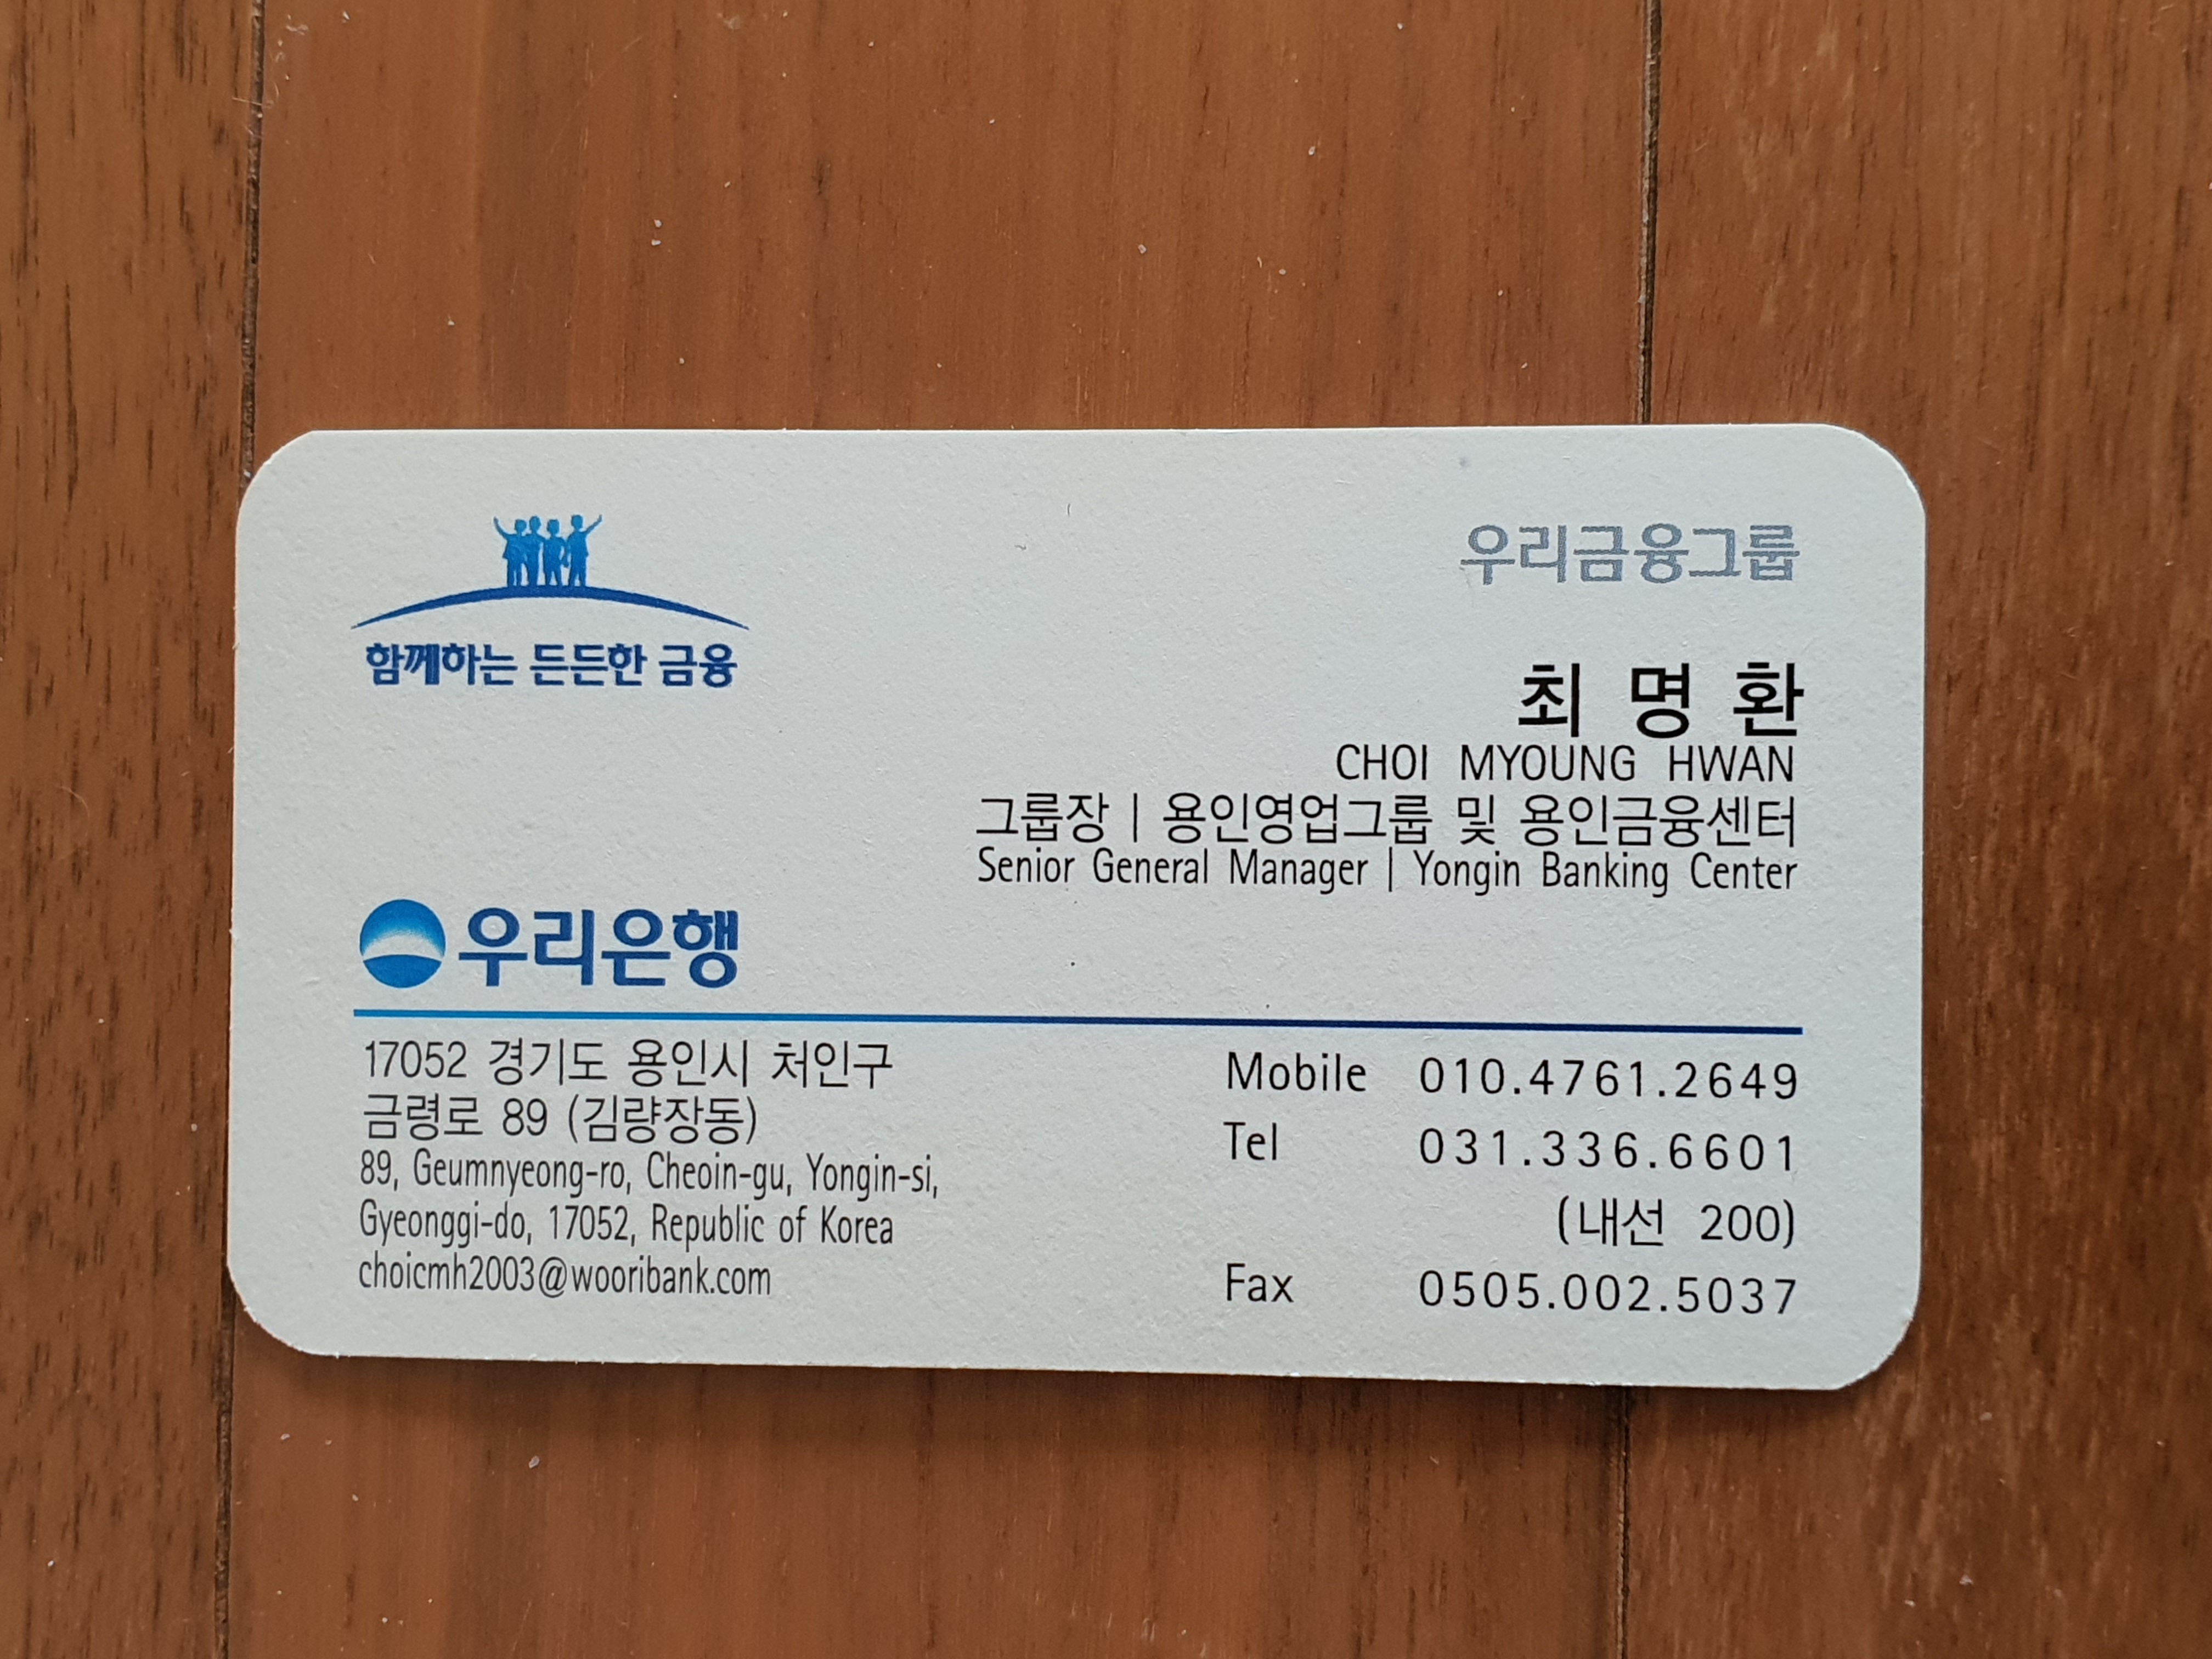 우리금융그룹
함께하는 든든한 금융
최 명 환
CHOI MYOUNG HWAN
그룹장 | 용인영업그룹 및 용인금융센터
Senior General Manager | Yongin Banking Center
우리은행
17052 경기도 용인시 처인구
금령로 89 (김량장동)
89, Geumnyeong-ro, Cheoin-gu, Yongin-si,
Gyeonggi-do, 17052, Republic of Korea
choicmh2003@wooribank.com
Mobile 010.4761.2649
Tel 031.336.6601
(내선 200)
Fax 0505.002.5037